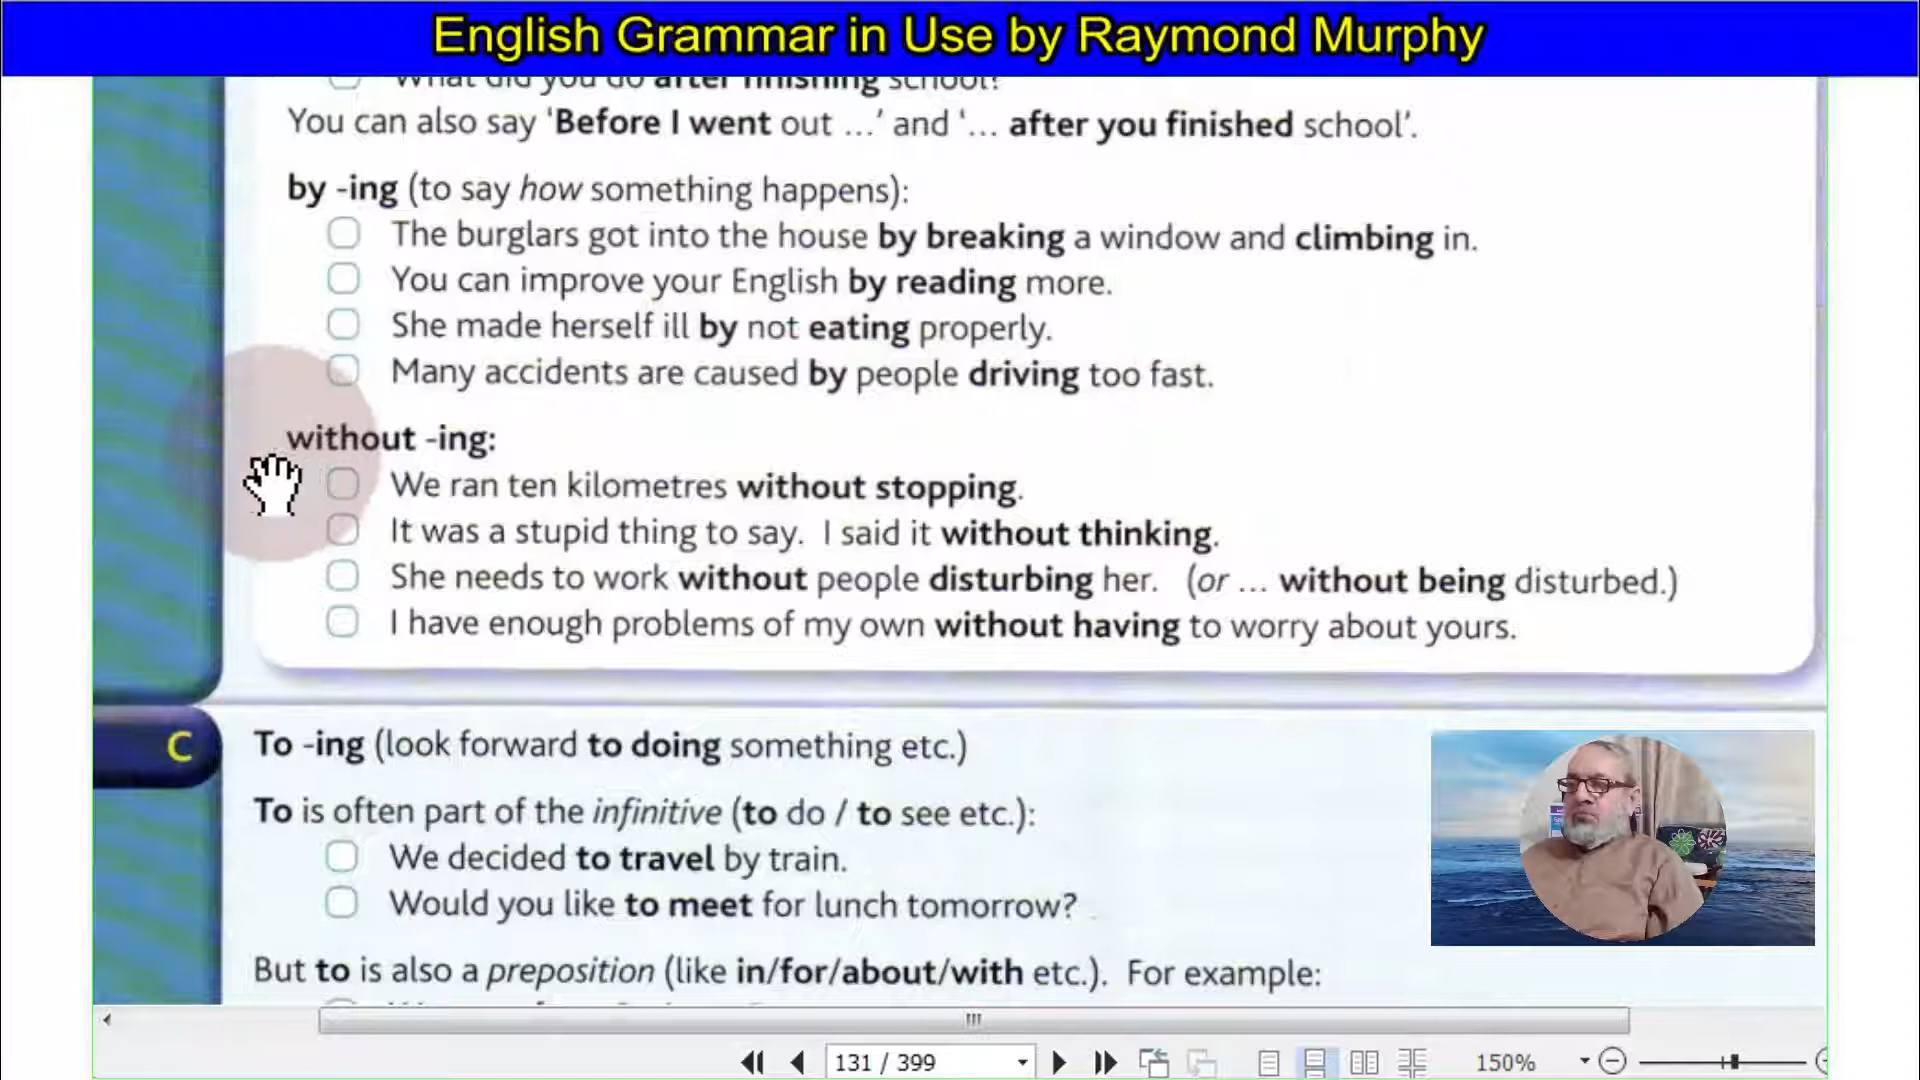 English Grammar in Use by Raymond Murphy
What did you do after finishing school?
You can also say ‘Before I went out ...’ and ‘... after you finished school’.
by -ing (to say how something happens):
The burglars got into the house by breaking a window and climbing in.
You can improve your English by reading more.
She made herself ill by not eating properly.
Many accidents are caused by people driving too fast.
without -ing:
We ran ten kilometres without stopping.
It was a stupid thing to say. I said it without thinking.
She needs to work without people disturbing her. (or ... without being disturbed.)
I have enough problems of my own without having to worry about yours.
C
To -ing (look forward to doing something etc.)
To is often part of the infinitive (to do / to see etc.):
We decided to travel by train.
Would you like to meet for lunch tomorrow?
But to is also a preposition (like in/for/about/with etc.). For example:
131 / 399
150%